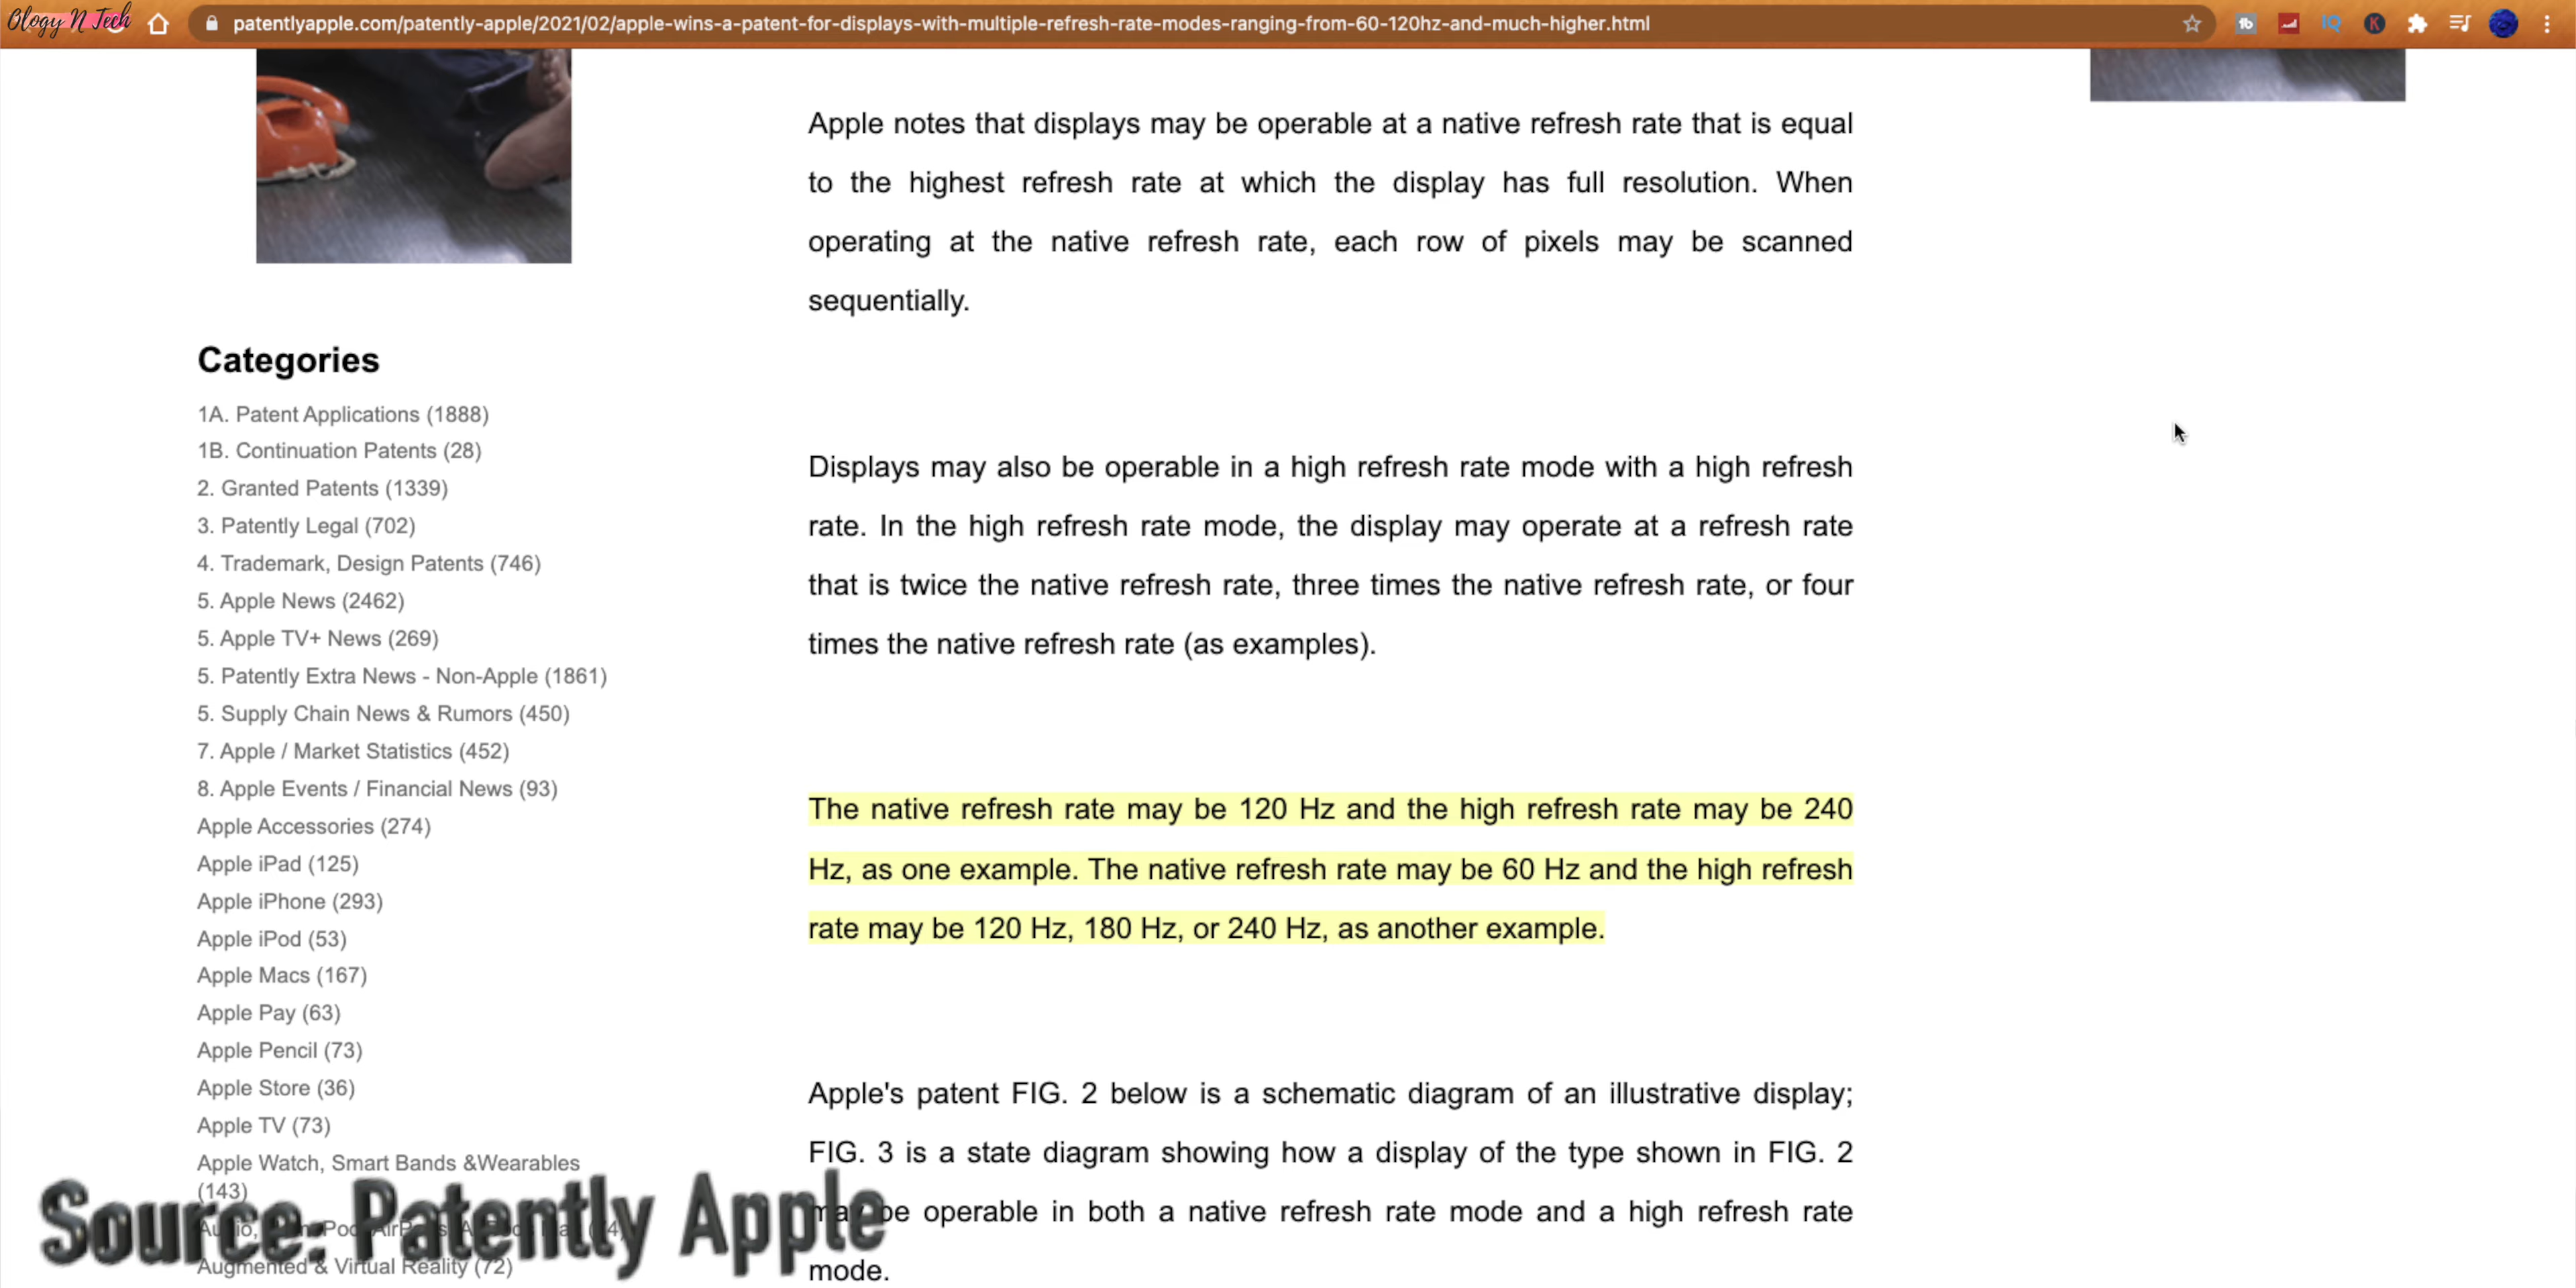 Ology N Tech
patentlyapple.com/patently-apple/2021/02/apple-wins-a-patent-for-displays-with-multiple-refresh-rate-modes-ranging-from-60-120hz-and-much-higher.html
Categories
1A. Patent Applications (1888)
1B. Continuation Patents (28)
2. Granted Patents (1339)
3. Patently Legal (702)
4. Trademark, Design Patents (746)
5. Apple News (2462)
5. Apple TV+ News (269)
5. Patently Extra News - Non-Apple (1861)
5. Supply Chain News & Rumors (450)
7. Apple / Market Statistics (452)
8. Apple Events / Financial News (93)
Apple Accessories (274)
Apple iPad (125)
Apple iPhone (293)
Apple iPod (53)
Apple Macs (167)
Apple Pay (63)
Apple Pencil (73)
Apple Store (36)
Apple TV (73)
Apple Watch, Smart Bands &Wearables
(143)
Augmented & Virtual Reality (72)
Apple notes that displays may be operable at a native refresh rate that is equal
to the highest refresh rate at which the display has full resolution. When
operating at the native refresh rate, each row of pixels may be scanned
sequentially.
Displays may also be operable in a high refresh rate mode with a high refresh
rate. In the high refresh rate mode, the display may operate at a refresh rate
that is twice the native refresh rate, three times the native refresh rate, or four
times the native refresh rate (as examples).
The native refresh rate may be 120 Hz and the high refresh rate may be 240
Hz, as one example. The native refresh rate may be 60 Hz and the high refresh
rate may be 120 Hz, 180 Hz, or 240 Hz, as another example.
Apple's patent FIG. 2 below is a schematic diagram of an illustrative display;
FIG. 3 is a state diagram showing how a display of the type shown in FIG. 2
may be operable in both a native refresh rate mode and a high refresh rate
mode.
Source: Patently Apple